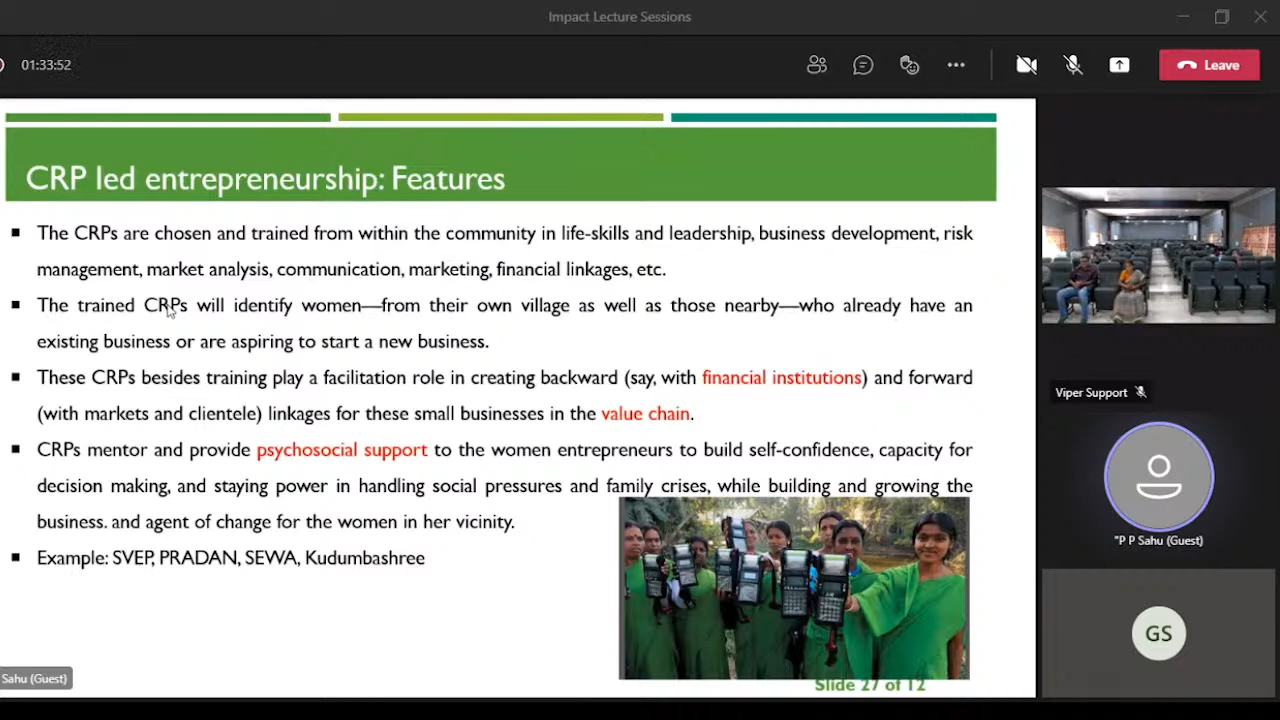 Impact Lecture Sessions
01:33:52
Leave
CRP led entrepreneurship: Features
▪ The CRPs are chosen and trained from within the community in life-skills and leadership, business development, risk
management, market analysis, communication, marketing, financial linkages, etc.
▪ The trained CRPs will identify women—from their own village as well as those nearby—who already have an
existing business or are aspiring to start a new business.
▪ These CRPs besides training play a facilitation role in creating backward (say, with financial institutions) and forward
(with markets and clientele) linkages for these small businesses in the value chain.
▪ CRPs mentor and provide psychosocial support to the women entrepreneurs to build self-confidence, capacity for
decision making, and staying power in handling social pressures and family crises, while building and growing the
business. and agent of change for the women in her vicinity.
▪ Example: SVEP, PRADAN, SEWA, Kudumbashree
Slide 27 of 12
Sahu (Guest)
Viper Support
"P P Sahu (Guest)
GS